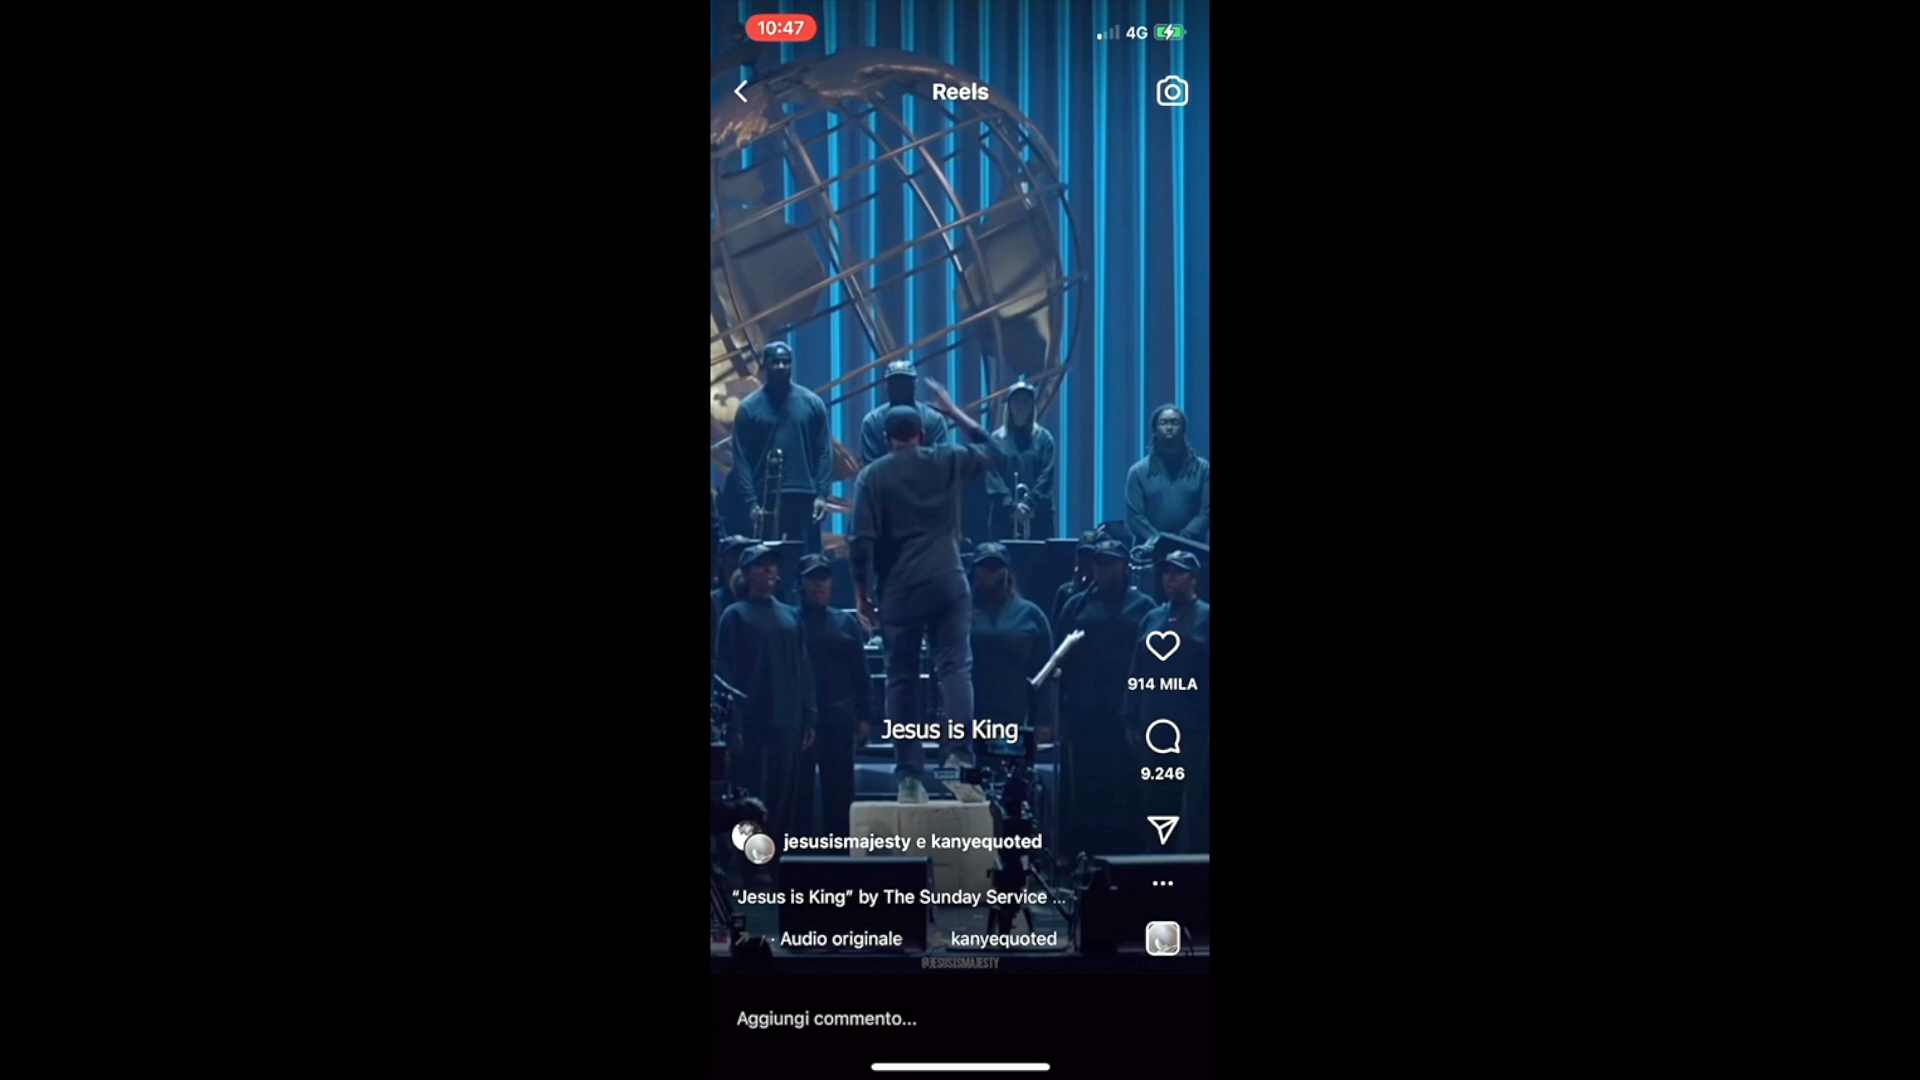 10:47
4G
Reels
914 MILA
Jesus is King
9.246
jesusismajesty e kanyequoted
“Jesus is King” by The Sunday Service ...
· Audio originale kanyequoted
@JESUSISMAJESTY
Aggiungi commento...